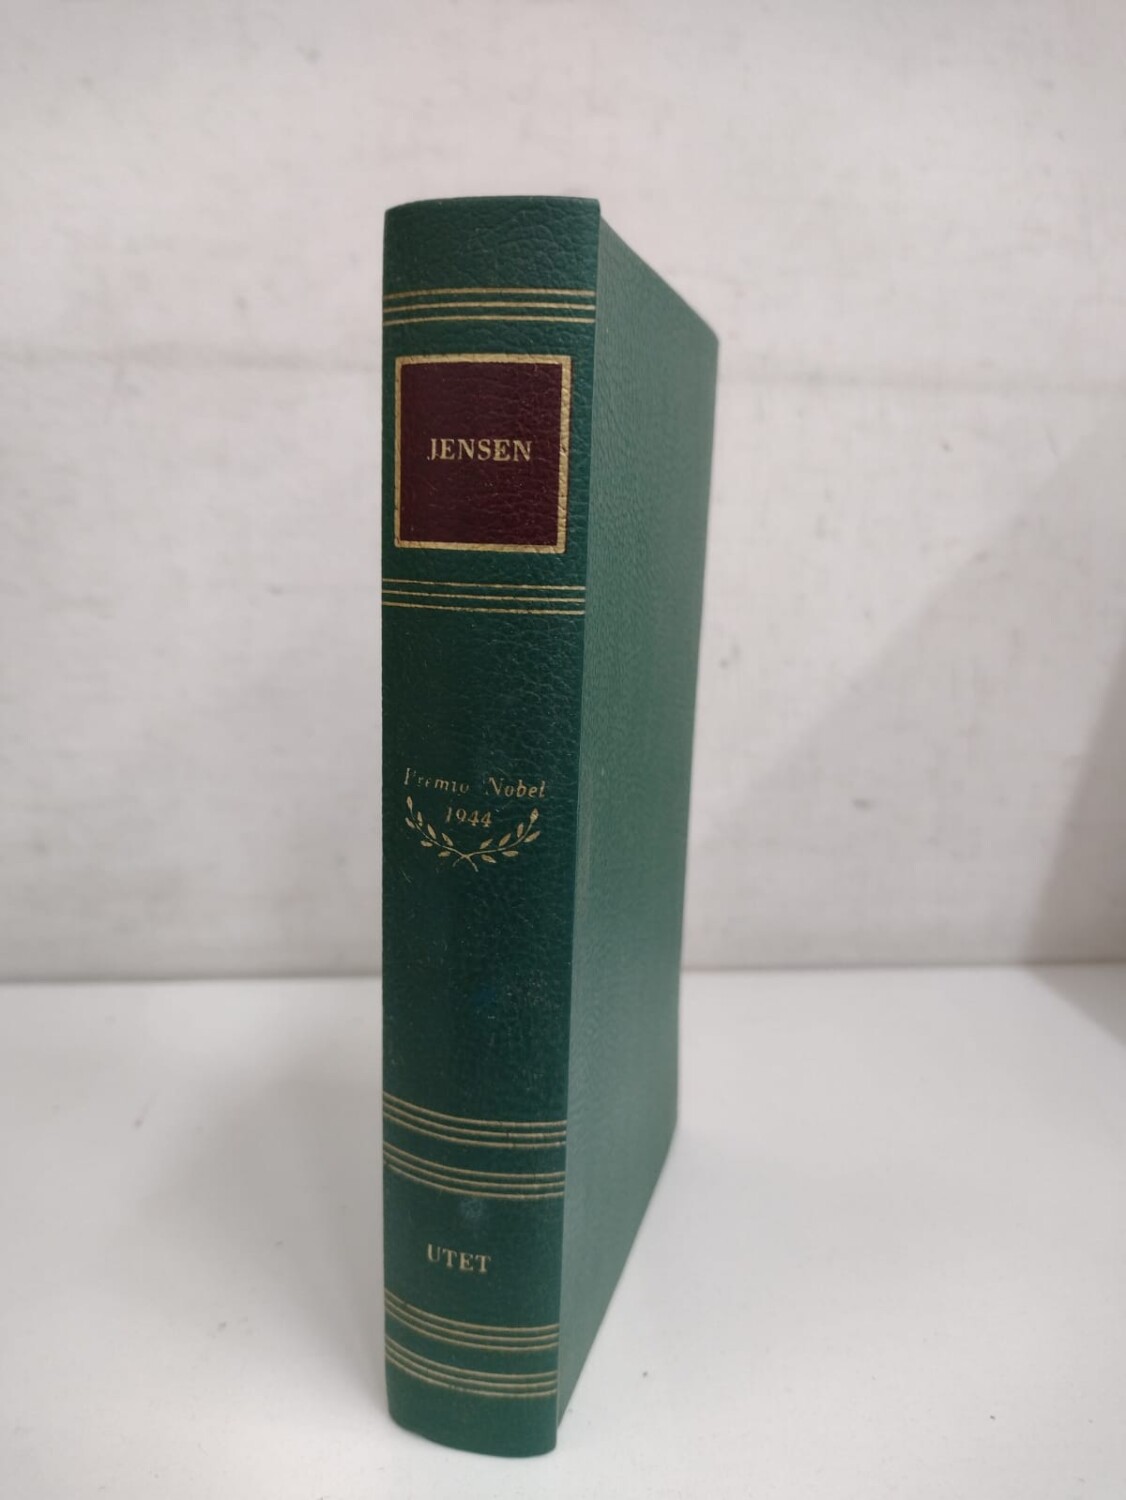 JENSEN
Premio Nobel
1944
UTET